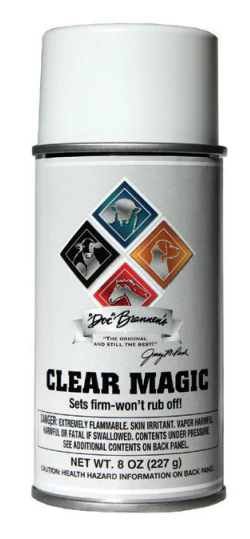 "Doc" Brannen's
"THE ORIGINAL
AND STILL THE BEST!"
CLEAR MAGIC
Sets firm-won't rub off!
DANGER: EXTREMELY FLAMMABLE. SKIN IRRITANT. VAPOR HARMFUL.
HARMFUL OR FATAL IF SWALLOWED. CONTENTS UNDER PRESSURE.
SEE ADDITIONAL CONTENTS ON BACK PANEL.
NET WT. 8 OZ (227 g)
CAUTION: HEALTH HAZARD INFORMATION ON BACK PANEL